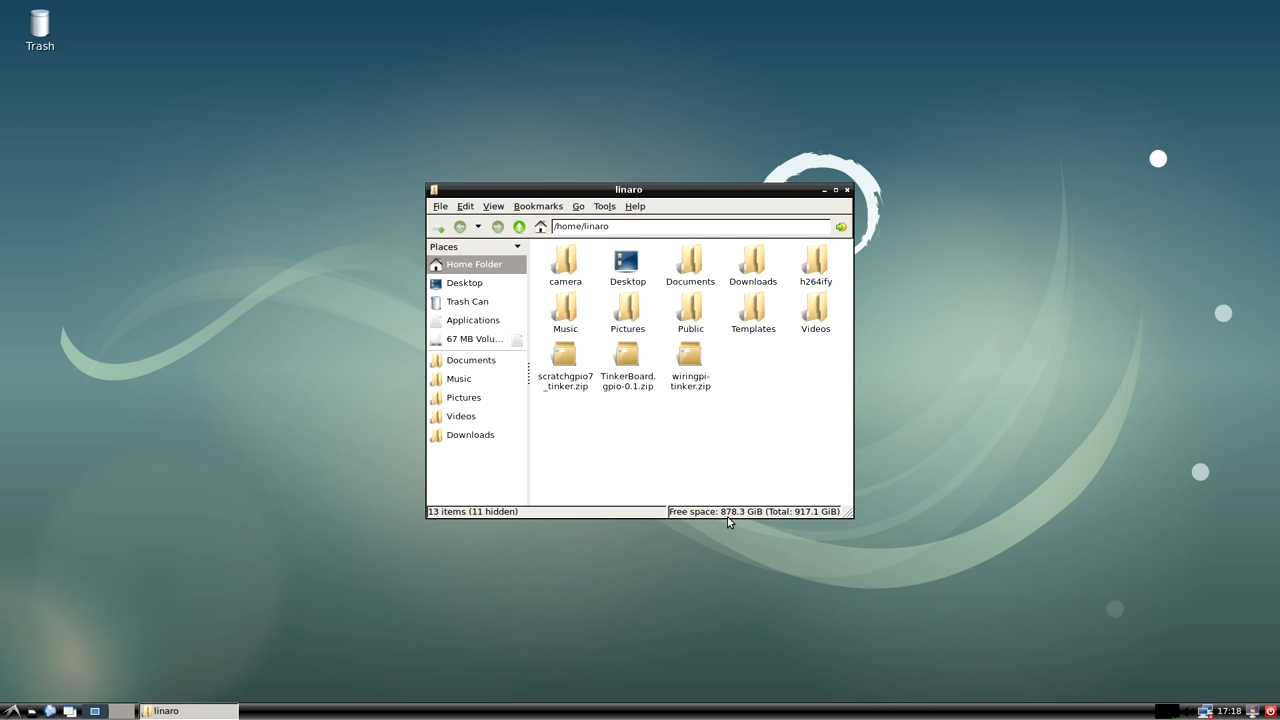 Trash
linaro
File Edit View Bookmarks Go Tools Help
/home/linaro
Places
Home Folder
Desktop
Trash Can
Applications
67 MB Volu...
Documents
Music
Pictures
Videos
Downloads
camera Desktop Documents Downloads h264ify
Music Pictures Public Templates Videos
scratchgpio7_tinker.zip TinkerBoard.gpio-0.1.zip wiringpi-tinker.zip
13 items (11 hidden) Free space: 878.3 GiB (Total: 917.1 GiB)
linaro 17:18